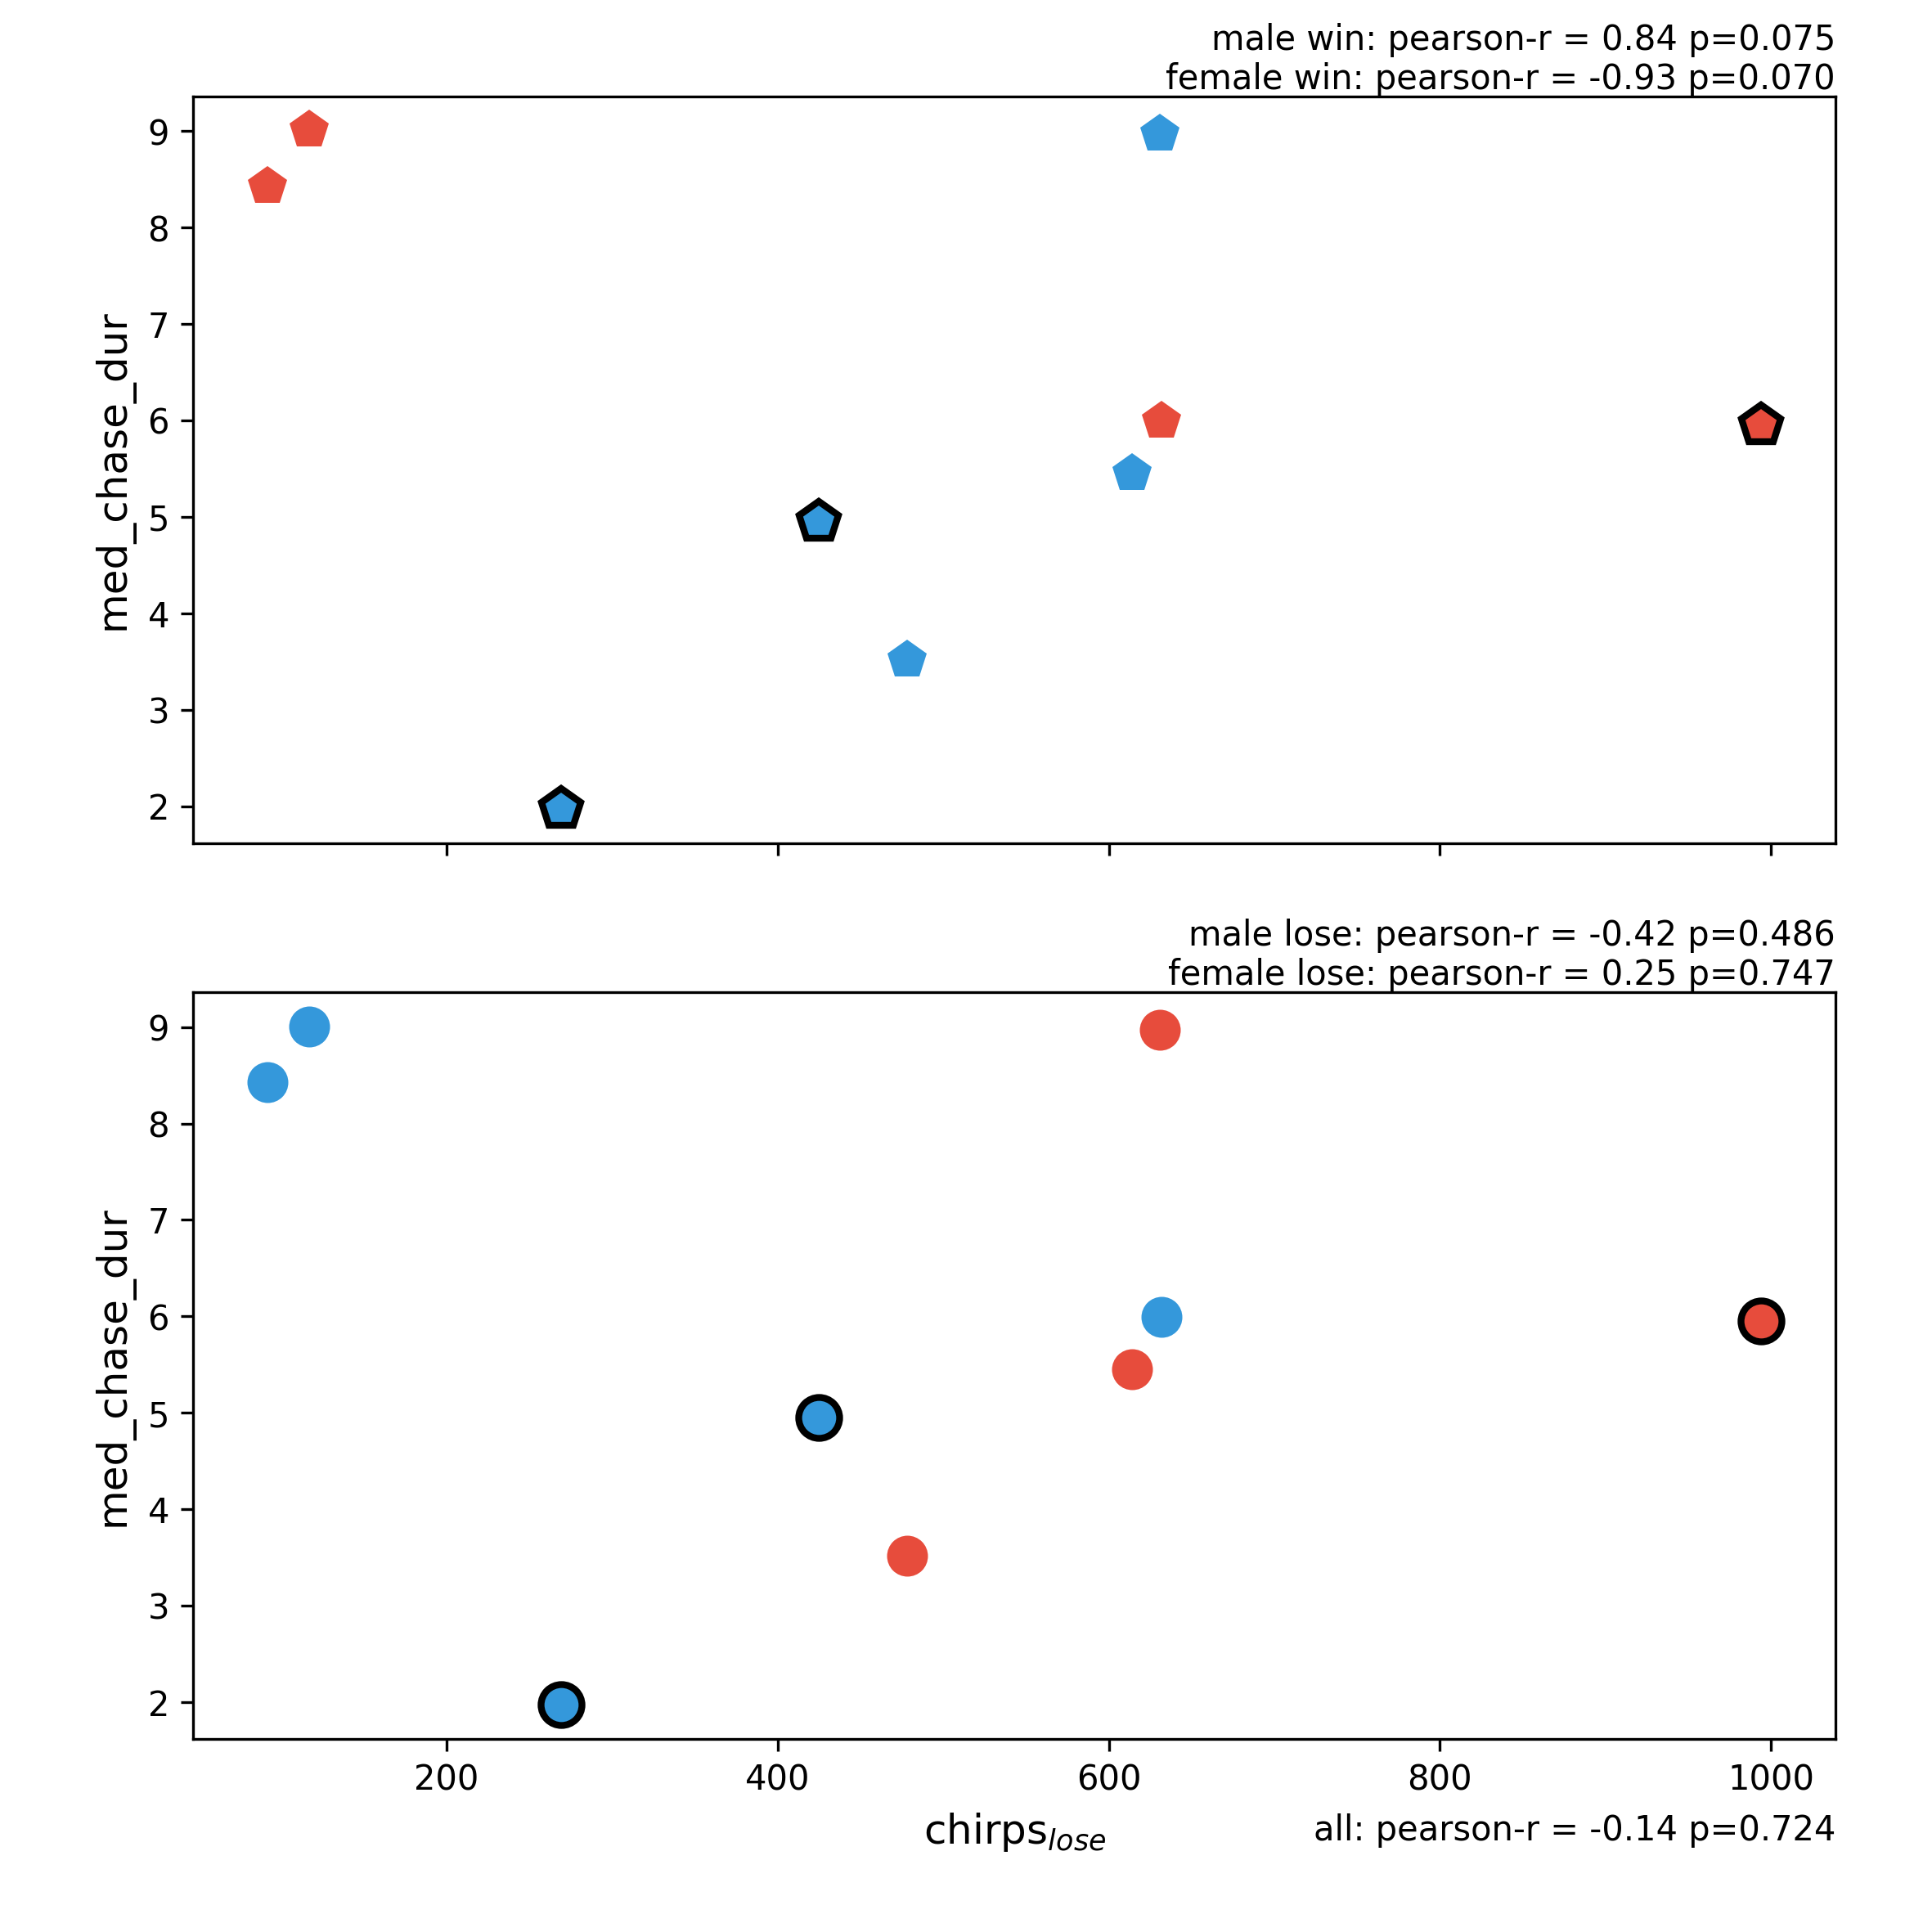 male win: pearson-r = 0.84 p=0.075
female win: pearson-r = -0.93 p=0.070
9
8
7
6
5
4
3
2
med_chase_dur
male lose: pearson-r = -0.42 p=0.486
female lose: pearson-r = 0.25 p=0.747
9
8
7
6
5
4
3
2
med_chase_dur
200 400 600 800 1000
chirps_lose
all: pearson-r = -0.14 p=0.724